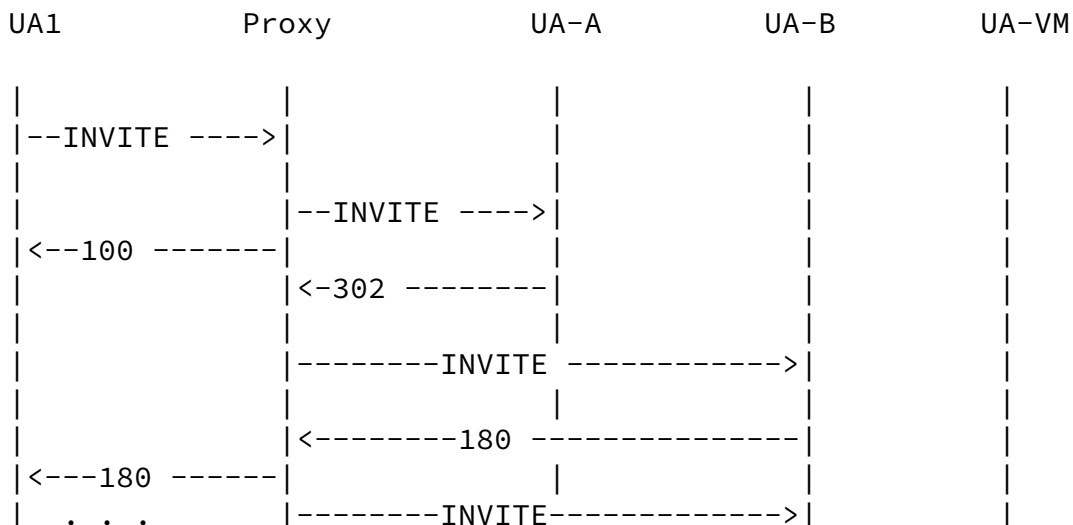 UA1 Proxy UA-A UA-B UA-VM
| | | | |
|--INVITE ---->| | | |
| | | | |
| |--INVITE ---->| | |
|<--100 -------| | | |
| |<-302 --------| | |
| | | | |
| |--------INVITE ------------>| |
| | | | |
| |<--------180 ---------------| |
|<---180 ------| | | |
| . . . |--------INVITE------------->| |